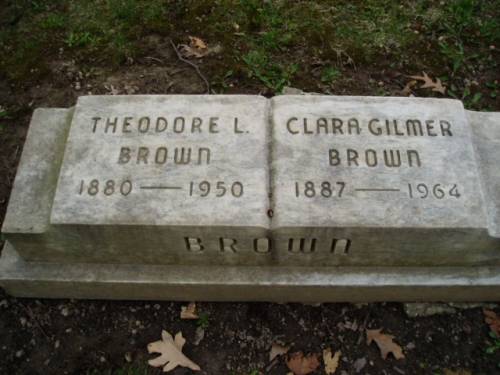 THEODORE L.
BROWN
1880 — 1950
CLARA GILMER
BROWN
1887 — 1964
BROWN